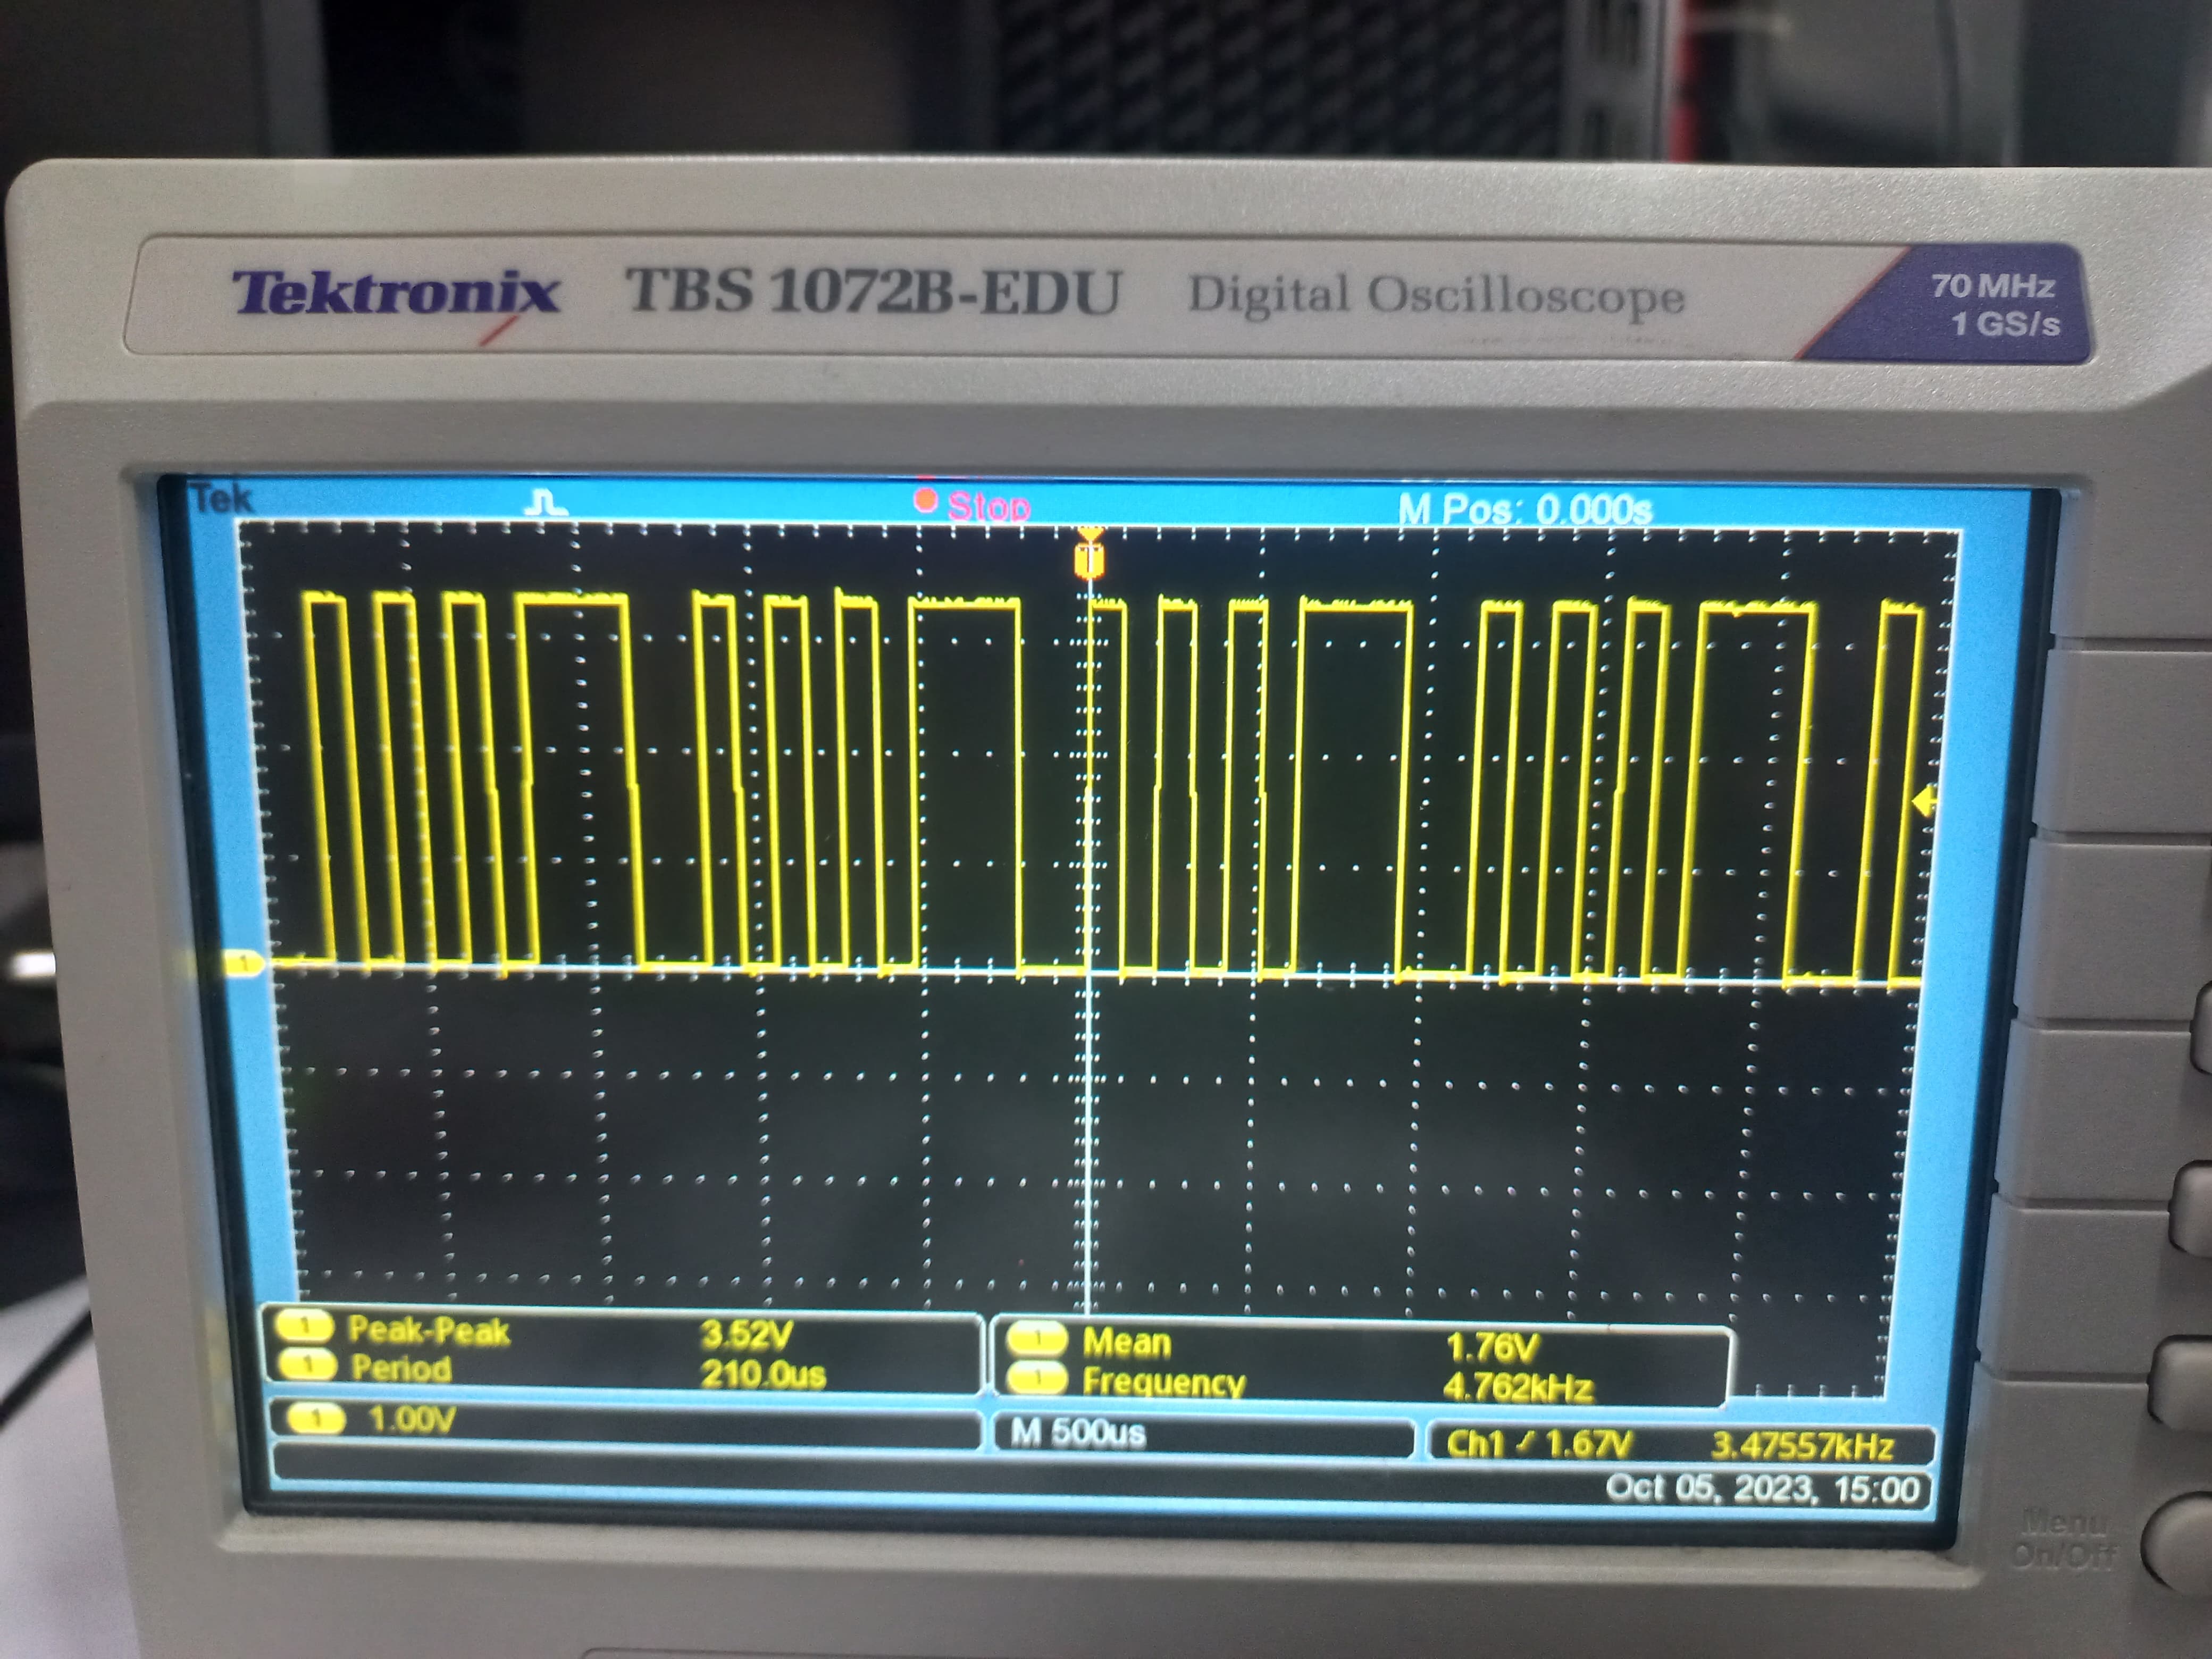 Tektronix TBS 1072B-EDU Digital Oscilloscope 70 MHz
1 GS/s
Tek Stop M Pos: 0.000s
T
1
1 Peak-Peak 3.52V 1 Mean 1.76V
1 Period 210.0us 1 Frequency 4.762kHz
1 1.00V M 500us Ch1 / 1.67V 3.47557kHz
Oct 05, 2023, 15:00
Menu
On/Off